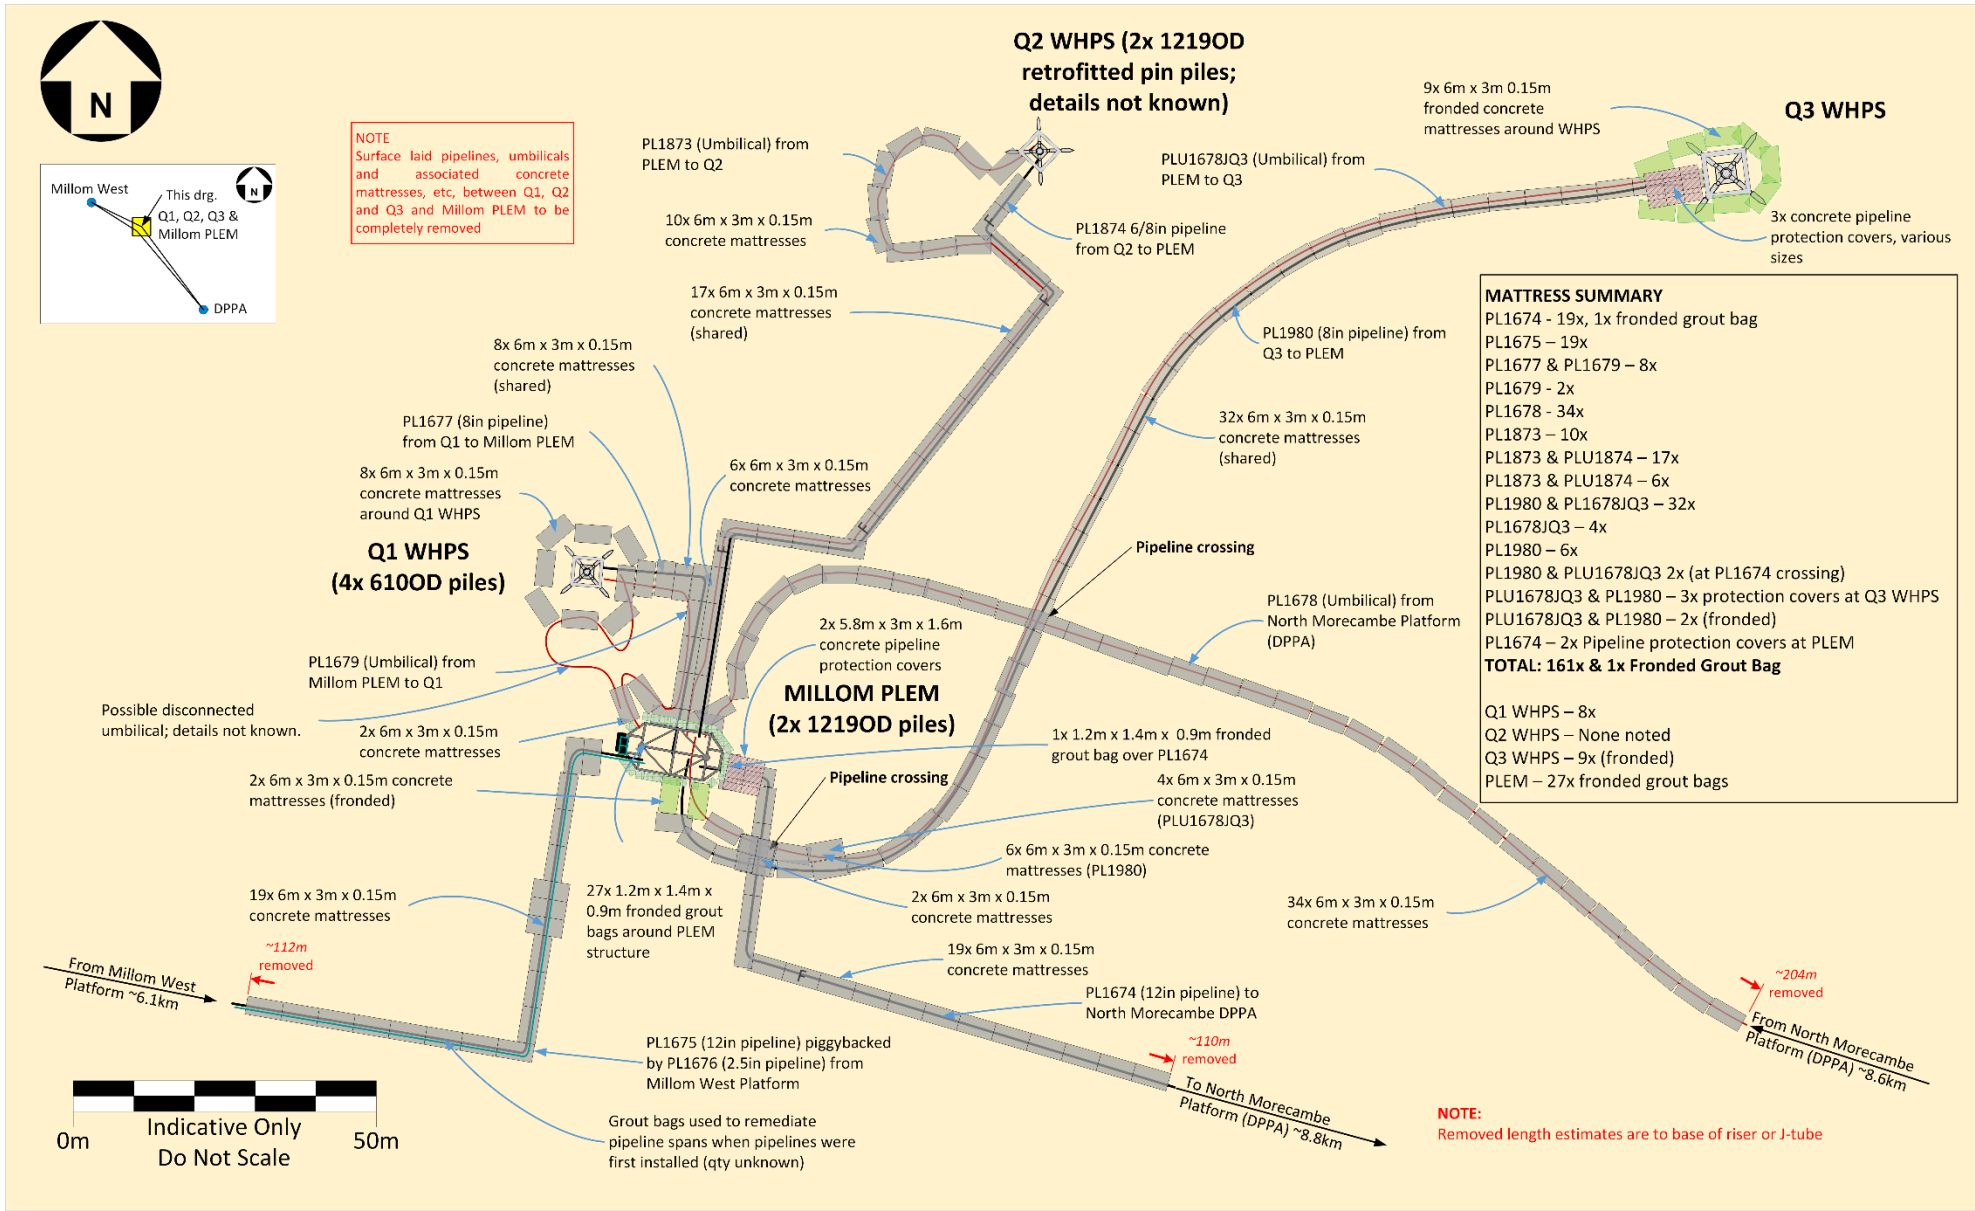 N
Millom West
This drg.
Q1, Q2, Q3 &
Millom PLEM
N
DPPA
NOTE
Surface laid pipelines, umbilicals
and associated concrete
mattresses, etc, between Q1, Q2
and Q3 and Millom PLEM to be
completely removed
Q2 WHPS (2x 1219OD
retrofitted pin piles;
details not known)
PL1873 (Umbilical) from
PLEM to Q2
10x 6m x 3m x 0.15m
concrete mattresses
17x 6m x 3m x 0.15m
concrete mattresses
(shared)
PL1874 6/8in pipeline
from Q2 to PLEM
PLU1678JQ3 (Umbilical) from
PLEM to Q3
9x 6m x 3m 0.15m
fronded concrete
mattresses around WHPS
Q3 WHPS
3x concrete pipeline
protection covers, various
sizes
PL1980 (8in pipeline) from
Q3 to PLEM
32x 6m x 3m x 0.15m
concrete mattresses
(shared)
MATTRESS SUMMARY
PL1674 - 19x, 1x fronded grout bag
PL1675 – 19x
PL1677 & PL1679 – 8x
PL1679 - 2x
PL1678 - 34x
PL1873 – 10x
PL1873 & PLU1874 – 17x
PL1873 & PLU1874 – 6x
PL1980 & PL1678JQ3 – 32x
PL1678JQ3 – 4x
PL1980 – 6x
PL1980 & PLU1678JQ3 2x (at PL1674 crossing)
PLU1678JQ3 & PL1980 – 3x protection covers at Q3 WHPS
PLU1678JQ3 & PL1980 – 2x (fronded)
PL1674 – 2x Pipeline protection covers at PLEM
TOTAL: 161x & 1x Fronded Grout Bag
Q1 WHPS – 8x
Q2 WHPS – None noted
Q3 WHPS – 9x (fronded)
PLEM – 27x fronded grout bags
8x 6m x 3m x 0.15m
concrete mattresses
(shared)
PL1677 (8in pipeline)
from Q1 to Millom PLEM
8x 6m x 3m x 0.15m
concrete mattresses
around Q1 WHPS
6x 6m x 3m x 0.15m
concrete mattresses
Q1 WHPS
(4x 610OD piles)
Pipeline crossing
2x 5.8m x 3m x 1.6m
concrete pipeline
protection covers
PL1678 (Umbilical) from
North Morecambe Platform
(DPPA)
PL1679 (Umbilical) from
Millom PLEM to Q1
MILLOM PLEM
(2x 1219OD piles)
Possible disconnected
umbilical; details not known.
2x 6m x 3m x 0.15m
concrete mattresses
2x 6m x 3m x 0.15m concrete
mattresses (fronded)
1x 1.2m x 1.4m x 0.9m fronded
grout bag over PL1674
Pipeline crossing
4x 6m x 3m x 0.15m
concrete mattresses
(PLU1678JQ3)
6x 6m x 3m x 0.15m concrete
mattresses (PL1980)
2x 6m x 3m x 0.15m
concrete mattresses
19x 6m x 3m x 0.15m
concrete mattresses
27x 1.2m x 1.4m x
0.9m fronded grout
bags around PLEM
structure
34x 6m x 3m x 0.15m
concrete mattresses
19x 6m x 3m x 0.15m
concrete mattresses
~112m
removed
From Millom West
Platform ~6.1km
PL1674 (12in pipeline) to
North Morecambe DPPA
~204m
removed
From North Morecambe
Platform (DPPA) ~8.6km
PL1675 (12in pipeline) piggybacked
by PL1676 (2.5in pipeline) from
Millom West Platform
~110m
removed
To North Morecambe
Platform (DPPA) ~8.8km
Grout bags used to remediate
pipeline spans when pipelines were
first installed (qty unknown)
0m
Indicative Only
Do Not Scale
50m
NOTE:
Removed length estimates are to base of riser or J-tube
F
F
F
F
F
F